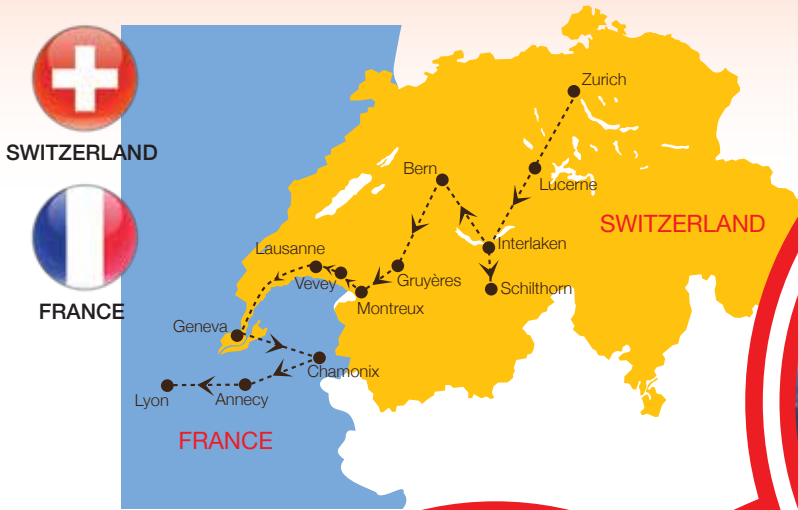 Zurich
SWITZERLAND
Bern
Lucerne
SWITZERLAND
Lausanne
Interlaken
Vevey
Gruyères
Schilthorn
FRANCE
Montreux
Geneva
Chamonix
Lyon
Annecy
FRANCE